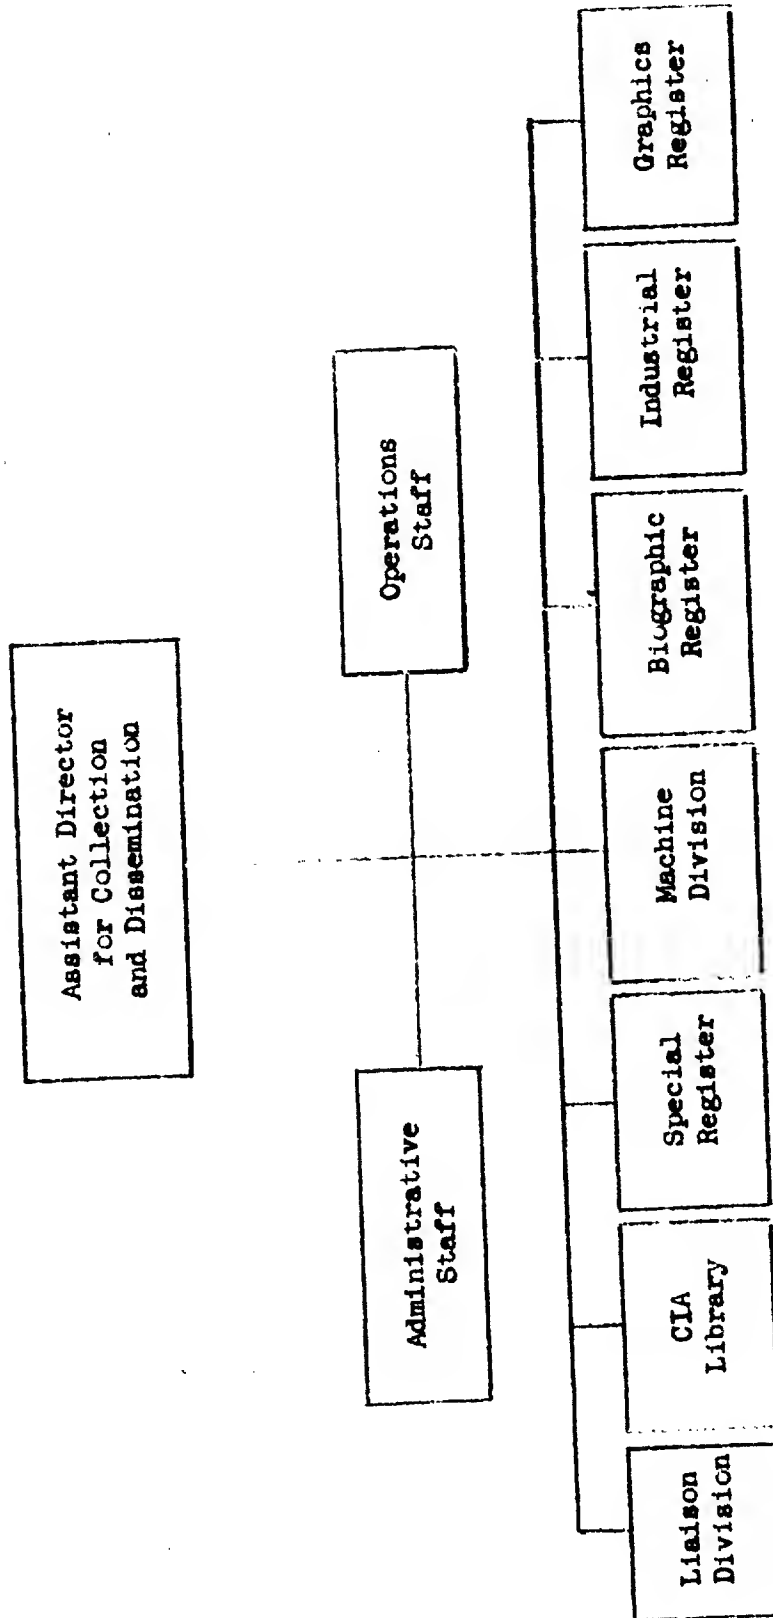 Assistant Director
for Collection
and Dissemination
Administrative
Staff
Operations
Staff
Liaison
Division
CIA
Library
Special
Register
Machine
Division
Biographic
Register
Industrial
Register
Graphics
Register